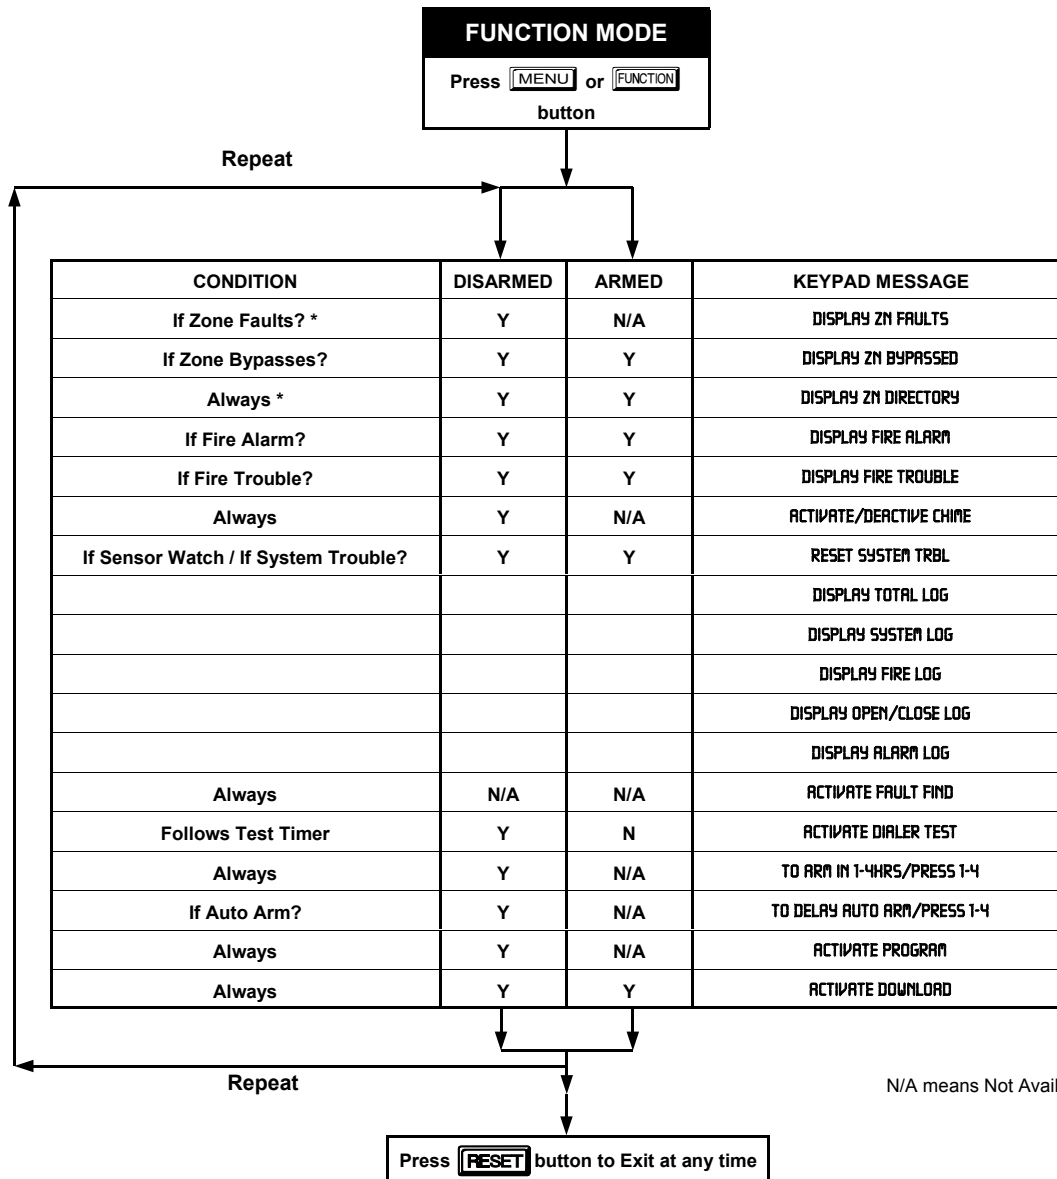 FUNCTION MODE
Press MENU or FUNCTION
button
Repeat
CONDITION DISARMED ARMED KEYPAD MESSAGE
If Zone Faults? * Y N/A DISPLAY ZN FAULTS
If Zone Bypasses? Y Y DISPLAY ZN BYPASSED
Always * Y Y DISPLAY ZN DIRECTORY
If Fire Alarm? Y Y DISPLAY FIRE ALARM
If Fire Trouble? Y Y DISPLAY FIRE TROUBLE
Always Y N/A ACTIVATE/DEACTIVE CHIME
If Sensor Watch / If System Trouble? Y Y RESET SYSTEM TRBL
DISPLAY TOTAL LOG
DISPLAY SYSTEM LOG
DISPLAY FIRE LOG
DISPLAY OPEN/CLOSE LOG
DISPLAY ALARM LOG
Always N/A N/A ACTIVATE FAULT FIND
Follows Test Timer Y N ACTIVATE DIALER TEST
Always Y N/A TO ARM IN 1-4HRS/PRESS 1-4
If Auto Arm? Y N/A TO DELAY AUTO ARM/PRESS 1-4
Always Y N/A ACTIVATE PROGRAM
Always Y Y ACTIVATE DOWNLOAD
Repeat
N/A means Not Avail
Press RESET button to Exit at any time